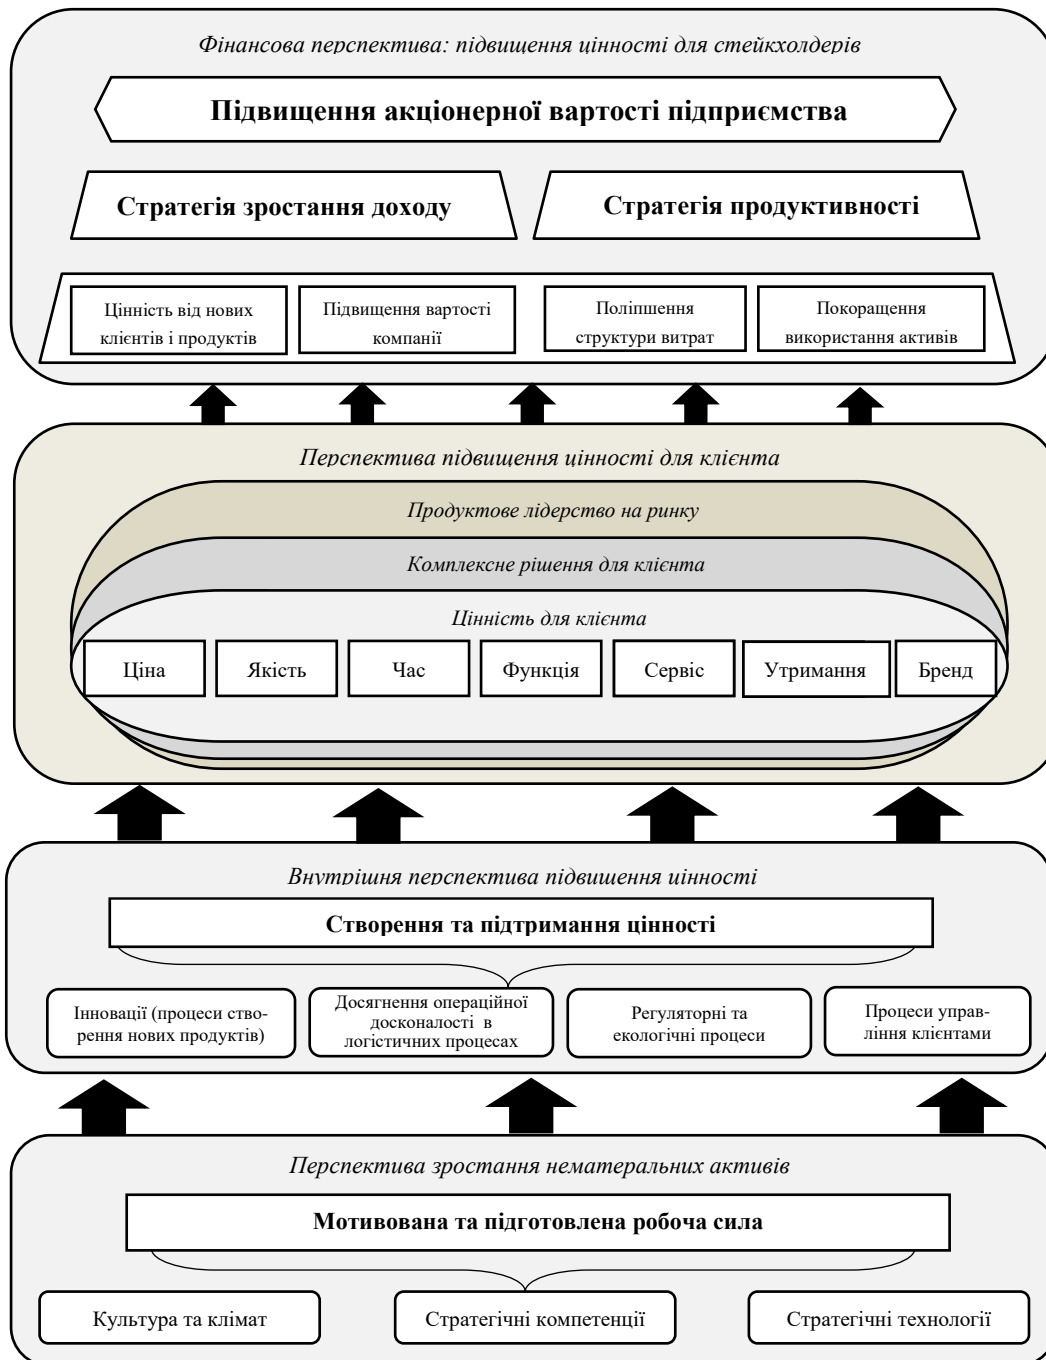 Фінансова перспектива: підвищення цінності для стейкхолдерів
Підвищення акціонерної вартості підприємства
Стратегія зростання доходу
Стратегія продуктивності
Цінність від нових
клієнтів і продуктів
Підвищення вартості
компанії
Поліпшення
структури витрат
Покоращення
використання активів
Перспектива підвищення цінності для клієнта
Продуктове лідерство на ринку
Комплексне рішення для клієнта
Цінність для клієнта
Ціна
Якість
Час
Функція
Сервіс
Утримання
Бренд
Внутрішня перспектива підвищення цінності
Створення та підтримання цінності
Інновації (процеси ство-
рення нових продуктів)
Досягнення операційної
досконалості в
логістичних процесах
Регуляторні та
екологічні процеси
Процеси управ-
ління клієнтами
Перспектива зростання нематеральних активів
Мотивована та підготовлена робоча сила
Культура та клімат
Стратегічні компетенції
Стратегічні технології